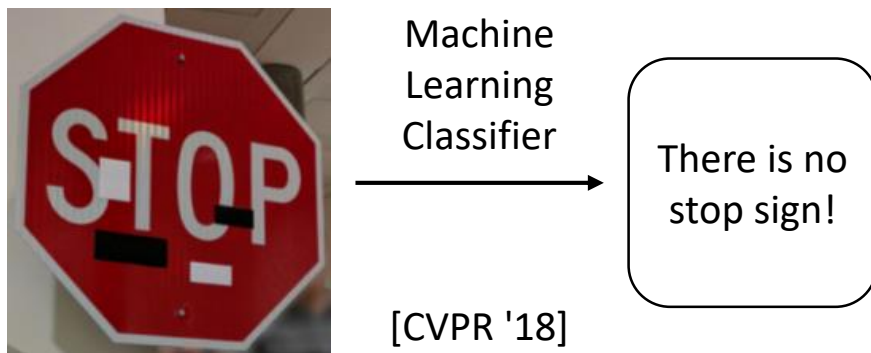 STOP
Machine
Learning
Classifier
There is no
stop sign!
[CVPR '18]